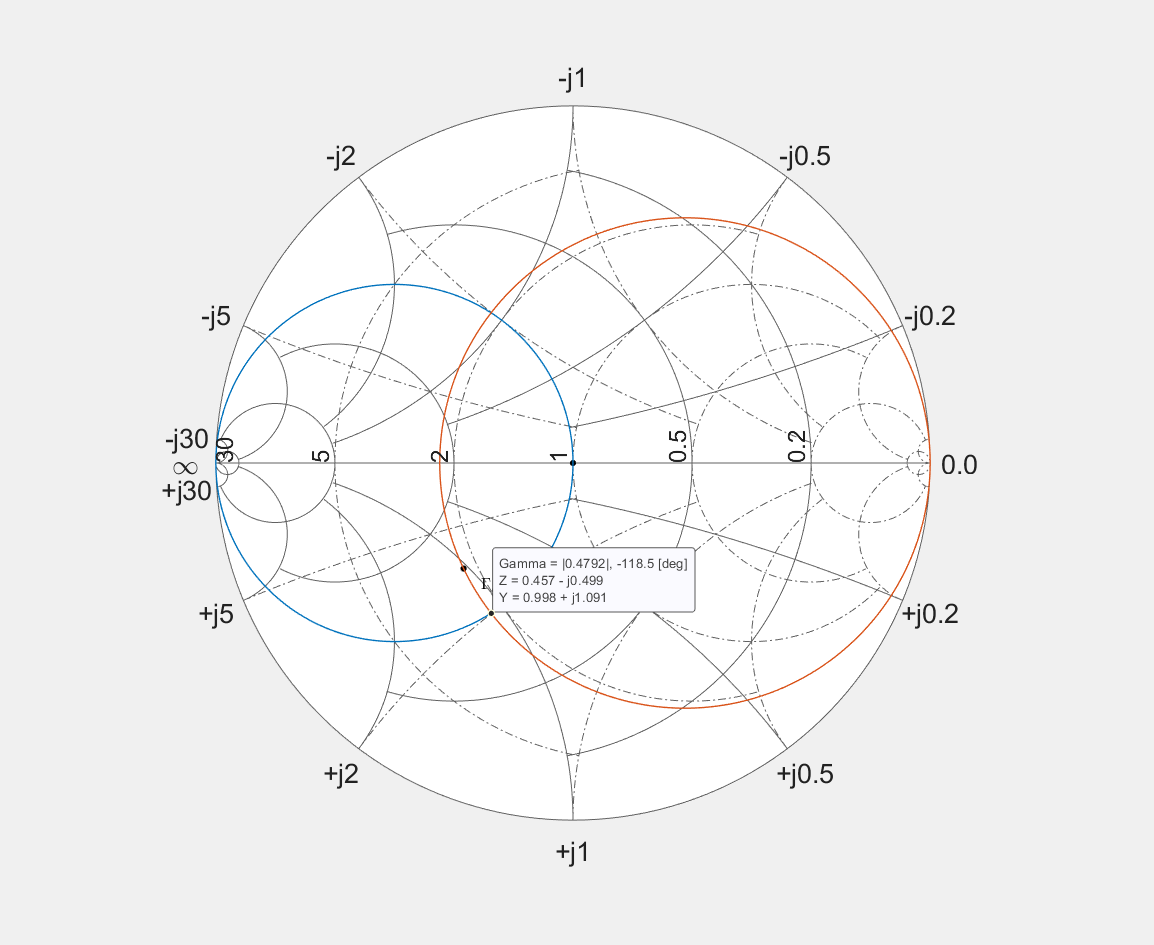 -j1
-j2
-j0.5
-j5
-j0.2
-j30
∞
+j30
30
5
2
1
0.5
0.2
0.0
Gamma = |0.4792|, -118.5 [deg]
Z = 0.457 - j0.499
Y = 0.998 + j1.091
+j5
+j0.2
+j2
+j0.5
+j1